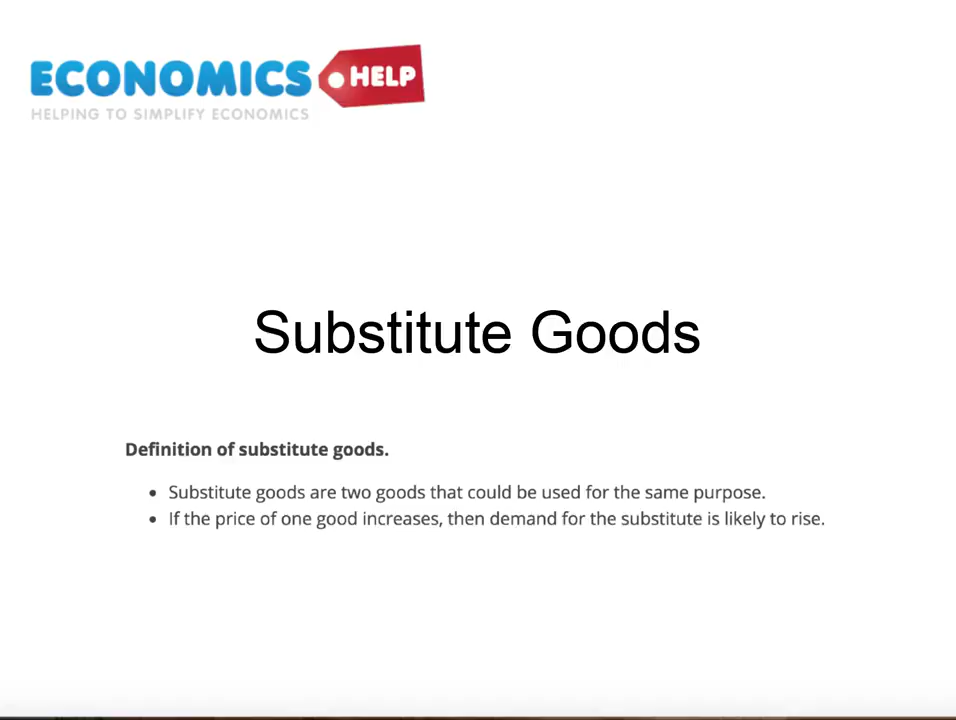 ECONOMICS HELP
HELPING TO SIMPLIFY ECONOMICS
Substitute Goods
Definition of substitute goods.
• Substitute goods are two goods that could be used for the same purpose.
• If the price of one good increases, then demand for the substitute is likely to rise.